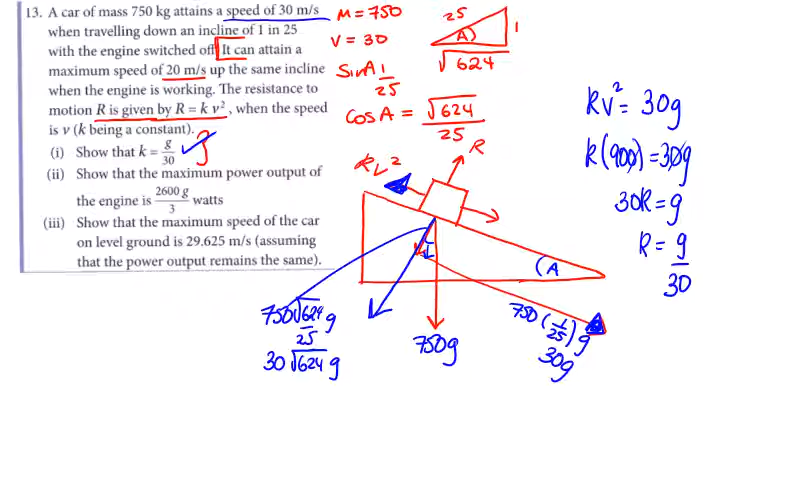 13. A car of mass 750 kg attains a speed of 30 m/s
when travelling down an incline of 1 in 25
with the engine switched off. It can attain a
maximum speed of 20 m/s up the same incline
when the engine is working. The resistance to
motion R is given by R = k v², when the speed
is v (k being a constant).
(i) Show that k = g/30
(ii) Show that the maximum power output of
the engine is 2600 g/3 watts
(iii) Show that the maximum speed of the car
on level ground is 29.625 m/s (assuming
that the power output remains the same).
M = 750
V = 30
Sin A 1/25
Cos A = √624/25
25
1
A
√624
kv²
R
A
750 √624/25 g
30 √624 g
750g
750 (1/25) g
30g
kv² = 30g
k(900) = 30g
30k = g
k = g/30